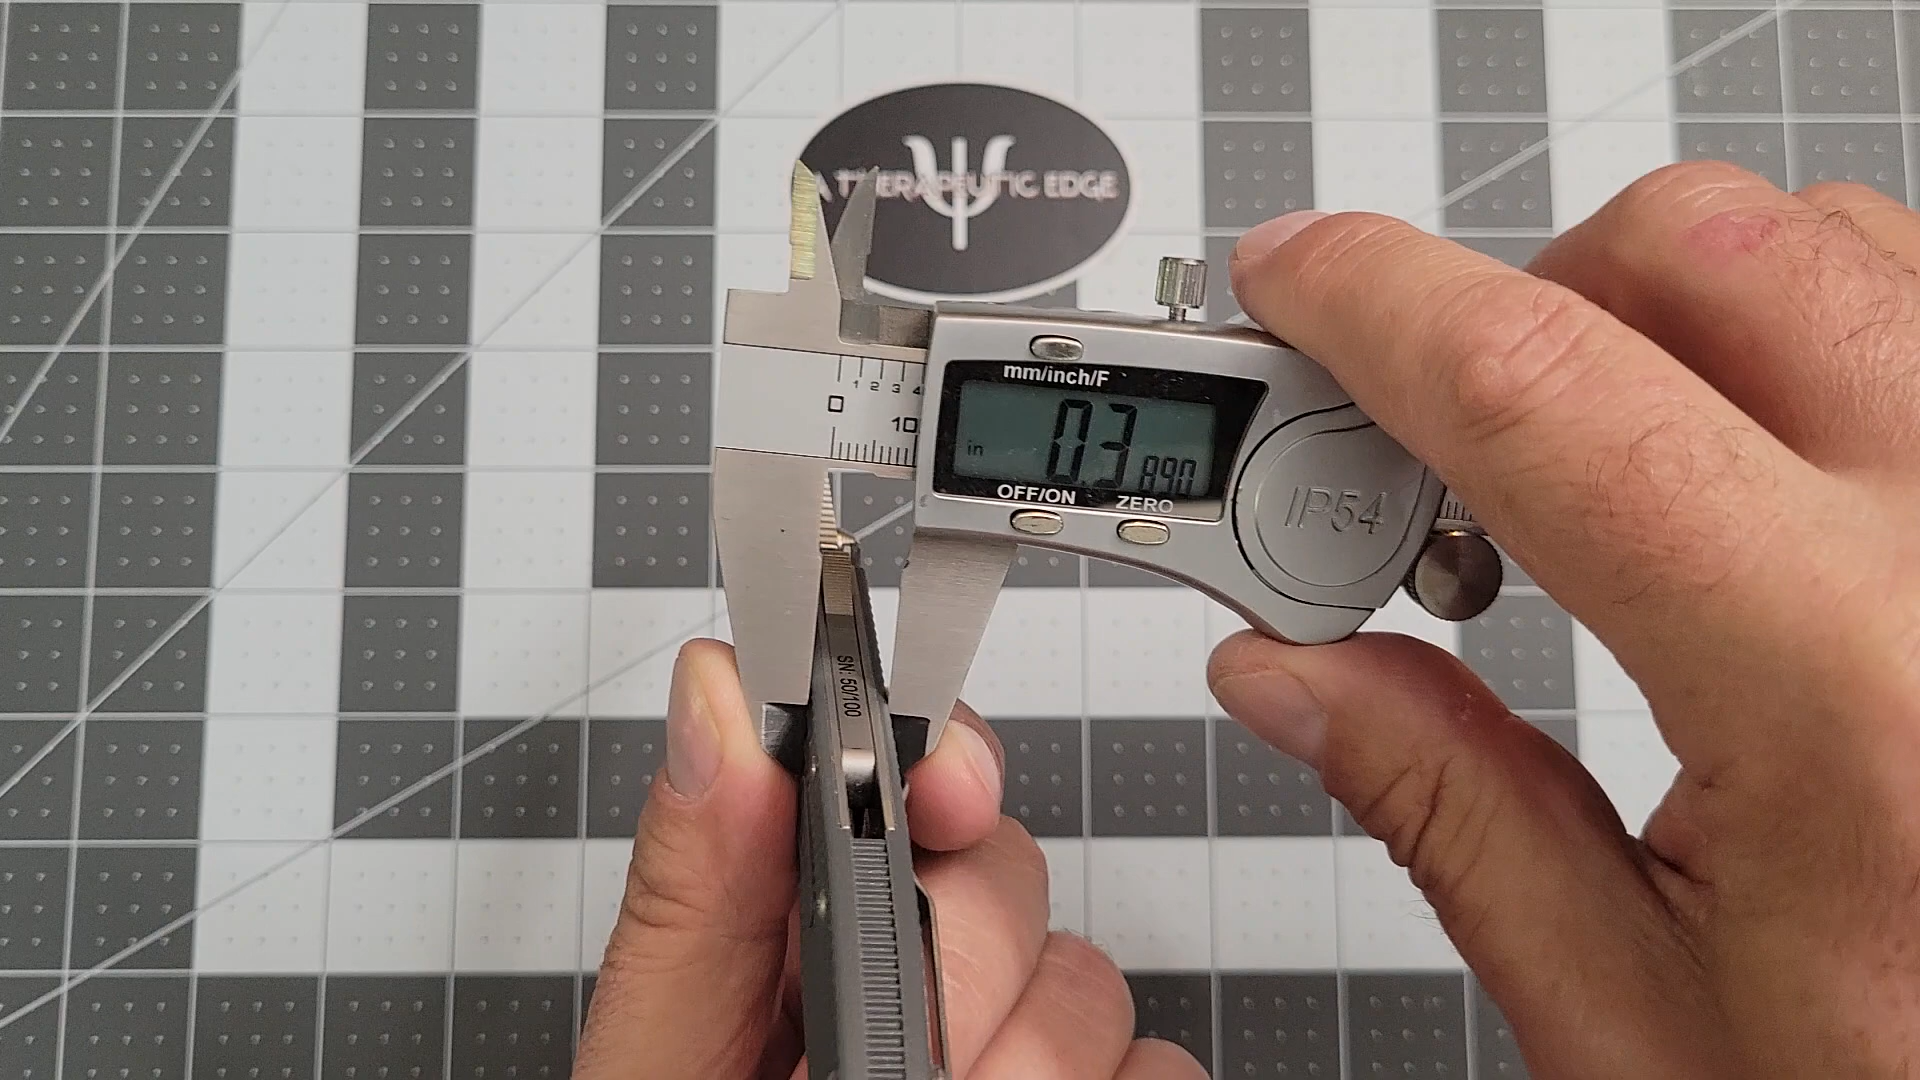 A THERAPEUTIC EDGE
mm/inch/F
0 1 2 3 4
10
in 0.3890
OFF/ON ZERO
IP54
SN: 50/100